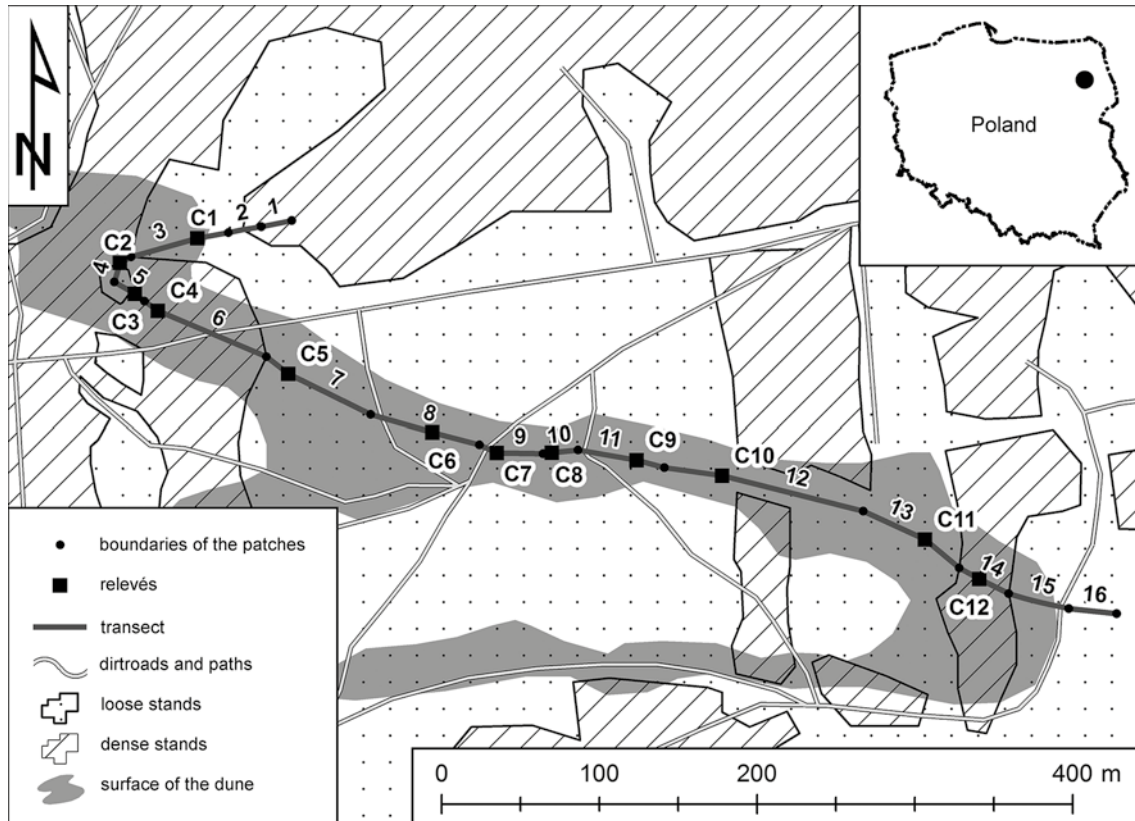 N
Poland
C1
2
1
3
C2
4
5
C4
C3
6
C5
7
8
C6
9
10
C7
C8
11
C9
C10
12
13
C11
14
C12
15
16
boundaries of the patches
relevés
transect
dirtroads and paths
loose stands
dense stands
surface of the dune
0 100 200 400 m